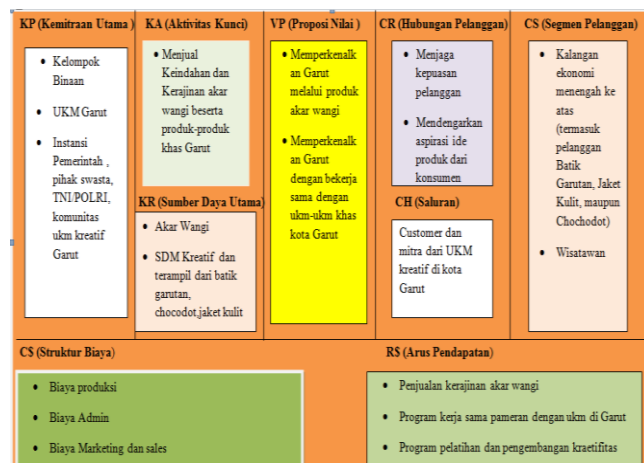 KP (Kemitraan Utama )
Kelompok
Binaan
UKM Garut
Instansi
Pemerintah ,
pihak swasta,
TNI/POLRI,
komunitas
ukm kreatif
Garut
KA (Aktivitas Kunci)
Menjual
Keindahan dan
Kerajinan akar
wangi beserta
produk-produk
khas Garut
KR (Sumber Daya Utama)
Akar Wangi
SDM Kreatif dan
terampil dari batik
garutan,
chocodot,jaket kulit
VP (Proposi Nilai )
Memperkenalk
an Garut
melalui produk
akar wangi
Memperkenalk
an Garut
dengan bekerja
sama dengan
ukm-ukm khas
kota Garut
CR (Hubungan Pelanggan)
Menjaga
kepuasan
pelanggan
Mendengarkan
aspirasi ide
produk dari
konsumen
CH (Saluran)
Customer dan
mitra dari UKM
kreatif di kota
Garut
CS (Segmen Pelanggan)
Kalangan
ekonomi
menengah ke
atas
(termasuk
pelanggan
Batik
Garutan, Jaket
Kulit, maupun
Chochodot)
Wisatawan
C$ (Struktur Biaya)
Biaya produksi
Biaya Admin
Biaya Marketing dan sales
R$ (Arus Pendapatan)
Penjualan kerajinan akar wangi
Program kerja sama pameran dengan ukm di Garut
Program pelatihan dan pengembangan kraetifitas